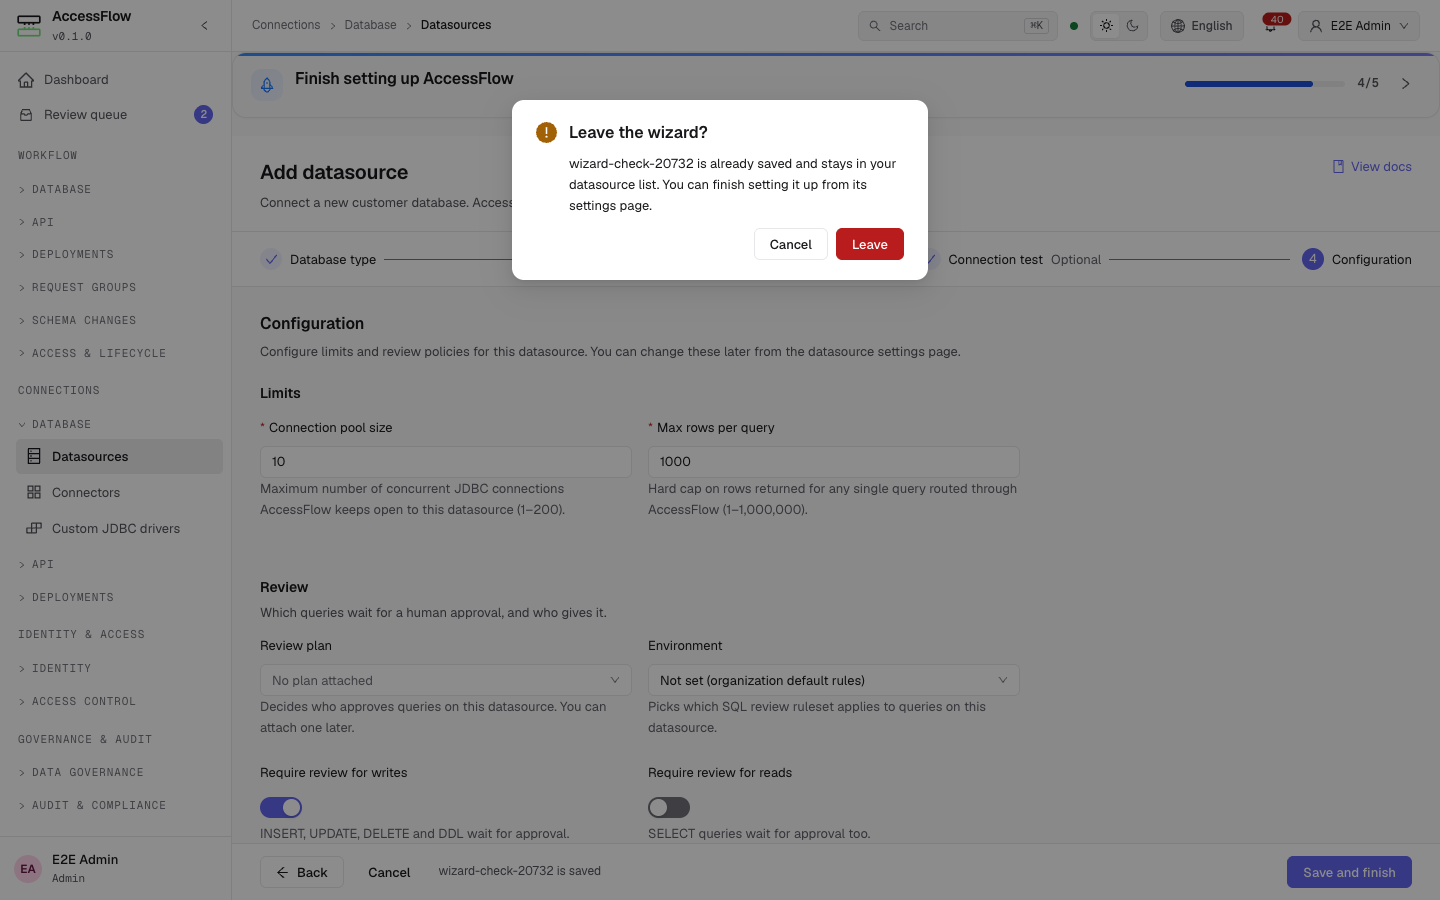 AccessFlow
v0.1.0
Connections
Database
Datasources
Search
⌘K
English
40
E2E Admin
Finish setting up AccessFlow
4/5
Dashboard
Review queue
2
WORKFLOW
DATABASE
API
DEPLOYMENTS
REQUEST GROUPS
SCHEMA CHANGES
ACCESS & LIFECYCLE
CONNECTIONS
DATABASE
Datasources
Connectors
Custom JDBC drivers
API
DEPLOYMENTS
IDENTITY & ACCESS
IDENTITY
ACCESS CONTROL
GOVERNANCE & AUDIT
DATA GOVERNANCE
AUDIT & COMPLIANCE
EA
E2E Admin
Admin
Add datasource
View docs
Connect a new customer database. Access
Leave the wizard?
wizard-check-20732 is already saved and stays in your
datasource list. You can finish setting it up from its
settings page.
Cancel
Leave
Database type
Connection test Optional
4
Configuration
Configuration
Configure limits and review policies for this datasource. You can change these later from the datasource settings page.
Limits
* Connection pool size
* Max rows per query
10
1000
Maximum number of concurrent JDBC connections
AccessFlow keeps open to this datasource (1–200).
Hard cap on rows returned for any single query routed through
AccessFlow (1–1,000,000).
Review
Which queries wait for a human approval, and who gives it.
Review plan
Environment
No plan attached
Not set (organization default rules)
Decides who approves queries on this datasource. You can
attach one later.
Picks which SQL review ruleset applies to queries on this
datasource.
Require review for writes
Require review for reads
INSERT, UPDATE, DELETE and DDL wait for approval.
SELECT queries wait for approval too.
Back
Cancel
wizard-check-20732 is saved
Save and finish